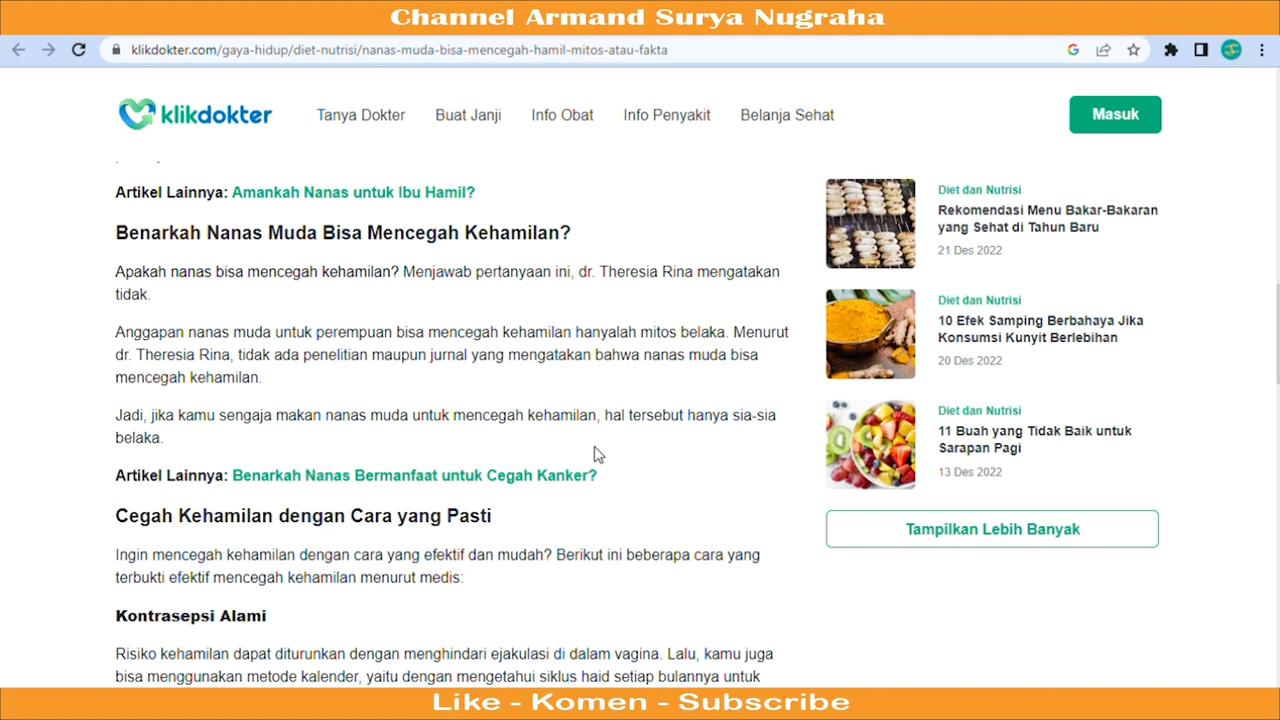 Channel Armand Surya Nugraha
klikdokter.com/gaya-hidup/diet-nutrisi/nanas-muda-bisa-mencegah-hamil-mitos-atau-fakta
klikdokter
Tanya Dokter
Buat Janji
Info Obat
Info Penyakit
Belanja Sehat
Masuk
Artikel Lainnya: Amankah Nanas untuk Ibu Hamil?
Benarkah Nanas Muda Bisa Mencegah Kehamilan?
Apakah nanas bisa mencegah kehamilan? Menjawab pertanyaan ini, dr. Theresia Rina mengatakan
tidak.
Anggapan nanas muda untuk perempuan bisa mencegah kehamilan hanyalah mitos belaka. Menurut
dr. Theresia Rina, tidak ada penelitian maupun jurnal yang mengatakan bahwa nanas muda bisa
mencegah kehamilan.
Jadi, jika kamu sengaja makan nanas muda untuk mencegah kehamilan, hal tersebut hanya sia-sia
belaka.
Artikel Lainnya: Benarkah Nanas Bermanfaat untuk Cegah Kanker?
Cegah Kehamilan dengan Cara yang Pasti
Ingin mencegah kehamilan dengan cara yang efektif dan mudah? Berikut ini beberapa cara yang
terbukti efektif mencegah kehamilan menurut medis:
Kontrasepsi Alami
Risiko kehamilan dapat diturunkan dengan menghindari ejakulasi di dalam vagina. Lalu, kamu juga
bisa menggunakan metode kalender, yaitu dengan mengetahui siklus haid setiap bulannya untuk
Diet dan Nutrisi
Rekomendasi Menu Bakar-Bakaran
yang Sehat di Tahun Baru
21 Des 2022
Diet dan Nutrisi
10 Efek Samping Berbahaya Jika
Konsumsi Kunyit Berlebihan
20 Des 2022
Diet dan Nutrisi
11 Buah yang Tidak Baik untuk
Sarapan Pagi
13 Des 2022
Tampilkan Lebih Banyak
Like - Komen - Subscribe